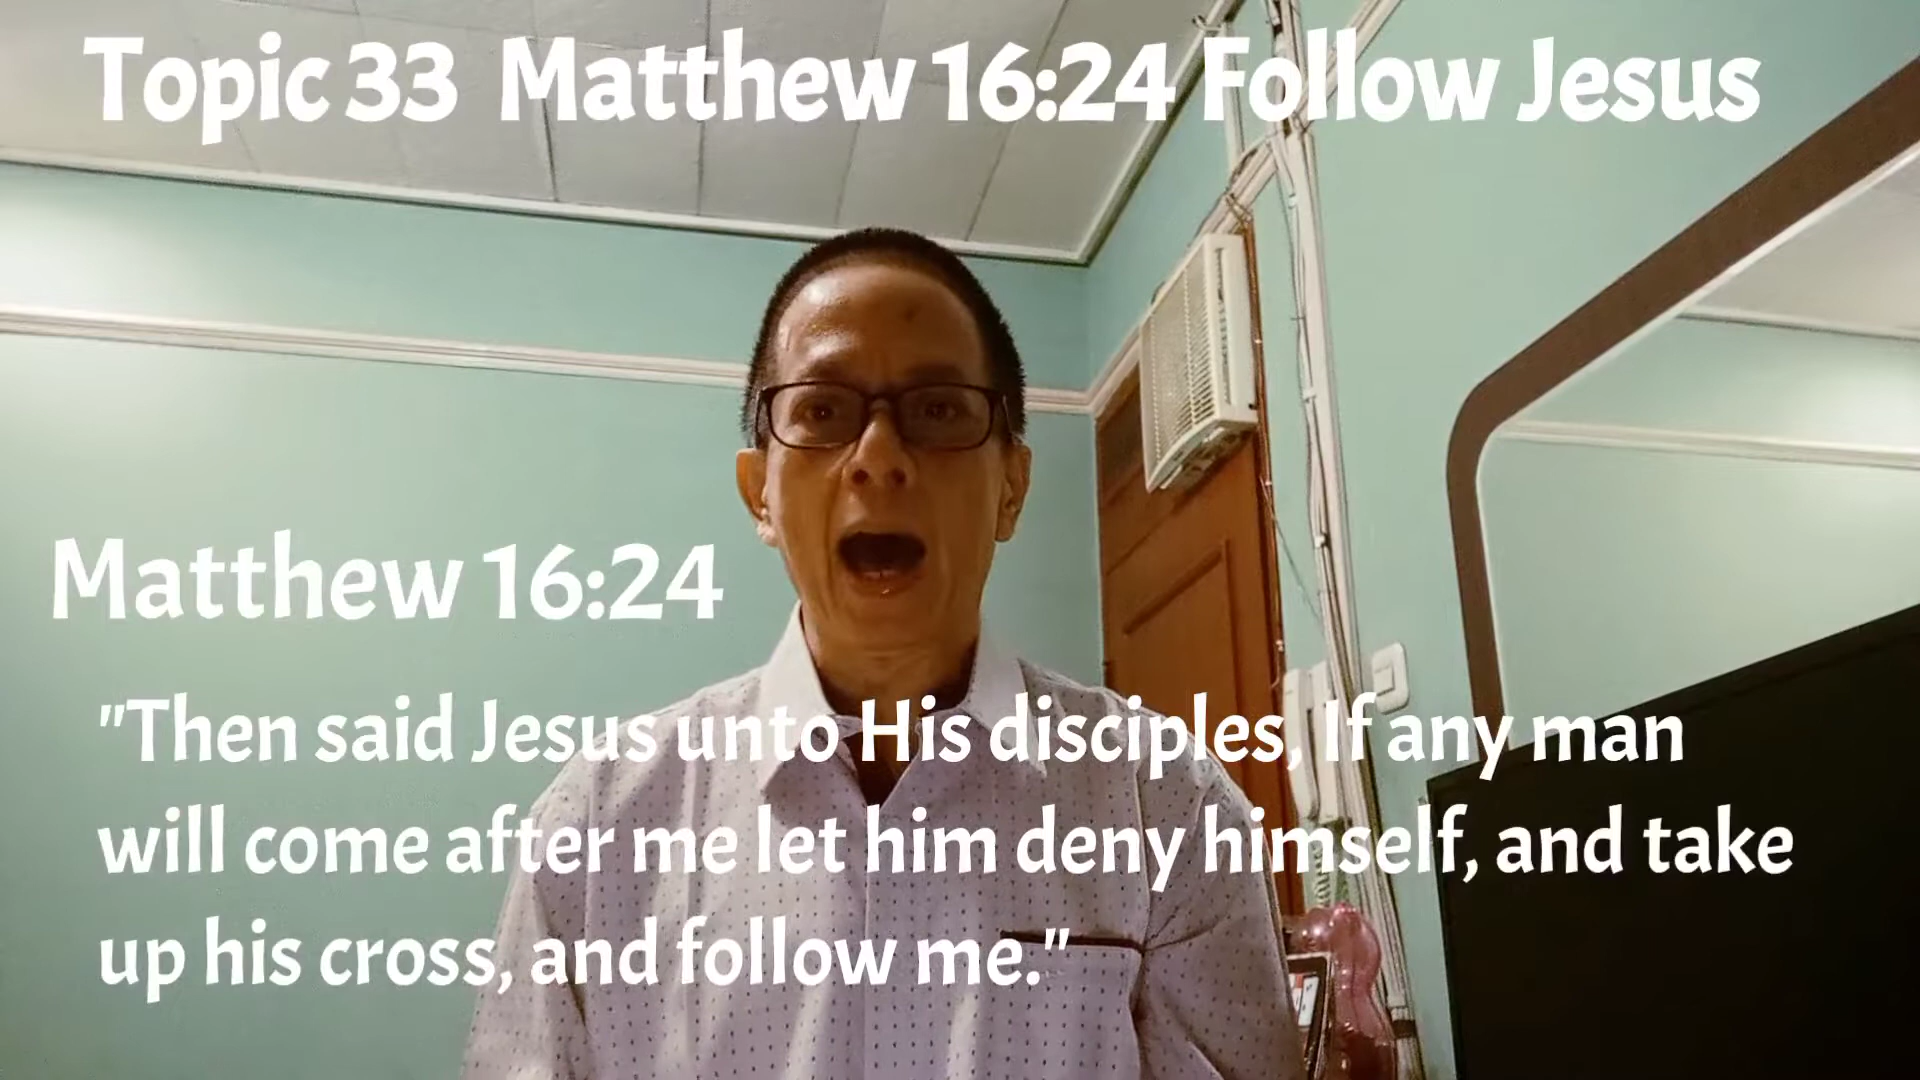 Topic 33 Matthew 16:24 Follow Jesus
Matthew 16:24
"Then said Jesus unto His disciples, If any man
will come after me let him deny himself, and take
up his cross, and follow me."